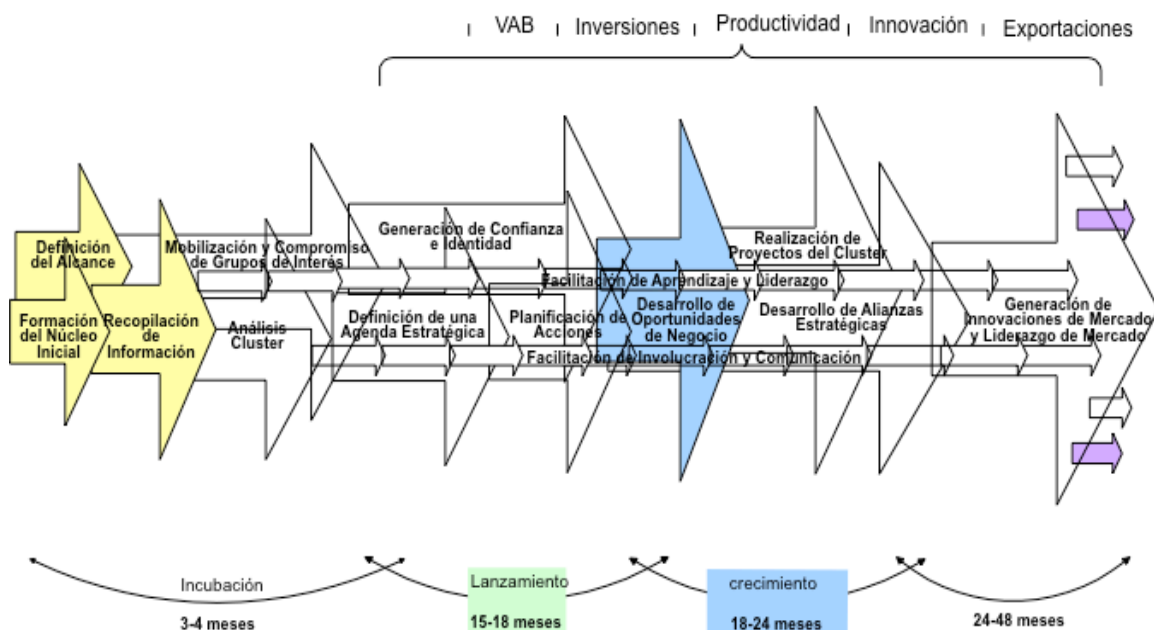 VAB
Inversiones
Productividad
Innovación
Exportaciones
Definición
del Alcance
Formación
del Núcleo
Inicial
Recopilación
de
Información
Mobilización y Compromiso
de Grupos de Interés
Análisis
Cluster
Generación de Confianza
e Identidad
Definición de una
Agenda Estratégica
Planificación de
Acciones
Facilitación de Aprendizaje y Liderazgo
Desarrollo de
Oportunidades
de Negocio
Facilitación de Involucración y Comunicación
Realización de
Proyectos del Cluster
Desarrollo de Alianzas
Estratégicas
Generación de
Innovaciones de Mercado
y Liderazgo de Mercado
Incubación
3-4 meses
Lanzamiento
15-18 meses
crecimiento
18-24 meses
24-48 meses